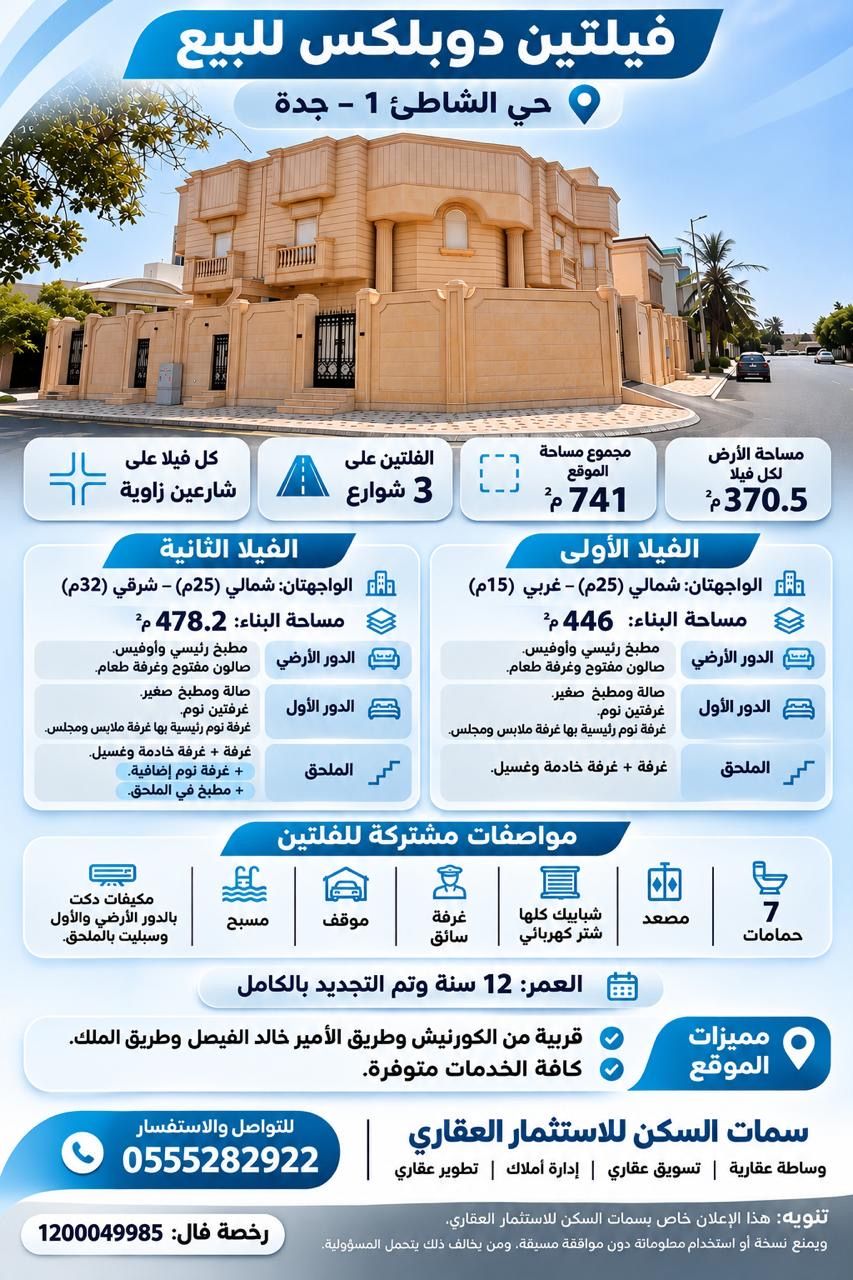 فيلتين دوبلكس للبيع
حي الشاطئ 1 – جدة
مساحة الأرض
لكل فيلا
370.5 م²
مجموع مساحة
الموقع
741 م²
الفلتين على
3 شوارع
كل فيلا على
شارعين زاوية
الفيلا الأولى
الواجهتان: شمالي (25م) – غربي (15م)
مساحة البناء: 446 م²
الدور الأرضي
مطبخ رئيسي وأوفيس.
صالون مفتوح وغرفة طعام.
الدور الأول
صالة ومطبخ صغير.
غرفتين نوم.
غرفة نوم رئيسية بها غرفة ملابس ومجلس.
الملحق
غرفة + غرفة خادمة وغسيل.
الفيلا الثانية
الواجهتان: شمالي (25م) – شرقي (32م)
مساحة البناء: 478.2 م²
الدور الأرضي
مطبخ رئيسي وأوفيس.
صالون مفتوح وغرفة طعام.
الدور الأول
صالة ومطبخ صغير.
غرفتين نوم.
غرفة نوم رئيسية بها غرفة ملابس ومجلس.
الملحق
غرفة + غرفة خادمة وغسيل.
+ غرفة نوم إضافية.
+ مطبخ في الملحق.
مواصفات مشتركة للفلتين
7
حمامات
مصعد
شبابيك كلها
شتر كهربائي
غرفة
سائق
موقف
مسبح
مكيفات دكت
بالدور الأرضي والأول
وسبليت بالملحق.
العمر: 12 سنة وتم التجديد بالكامل
مميزات
الموقع
قريبة من الكورنيش وطريق الأمير خالد الفيصل وطريق الملك.
كافة الخدمات متوفرة.
سمات السكن للاستثمار العقاري
وساطة عقارية | تسويق عقاري | إدارة أملاك | تطوير عقاري
للتواصل والاستفسار
0555282922
تنويه: هذا الإعلان خاص بسمات السكن للاستثمار العقاري.
ويمنع نسخة أو استخدام معلوماتة دون موافقة مسبقة. ومن يخالف ذلك يتحمل المسؤولية.
رخصة فال: 1200049985